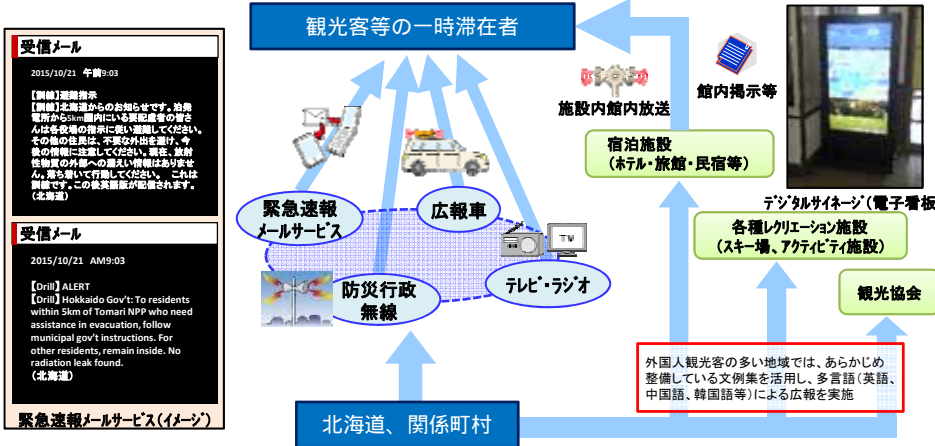 受信メール
2015/10/21 午前9:03
【訓練】避難指示
【訓練】北海道からのお知らせです。泊発
電所から5km圏内にいる要配慮者の皆さ
んは各役場の指示に従い避難してください。
その他の住民は、不要な外出を避け、今
後の情報に注意してください。現在、放射
性物質の外部への漏えい情報はありませ
ん。落ち着いて行動してください。 これは
訓練です。この後英語版が配信されます。
(北海道)
受信メール
2015/10/21 AM9:03
【Drill】ALERT
【Drill】Hokkaido Gov't: To residents
within 5km of Tomari NPP who need
assistance in evacuation, follow
municipal gov't instructions. For
other residents, remain inside. No
radiation leak found.
(北海道)
緊急速報メールサービス(イメージ)
観光客等の一時滞在者
緊急速報
メールサービス
広報車
防災行政
無線
テレビ・ラジオ
TV
北海道、関係町村
施設内館内放送
館内掲示等
宿泊施設
(ホテル・旅館・民宿等)
デジタルサイネージ(電子看板
各種レクリエーション施設
(スキー場、アクティビティ施設)
観光協会
外国人観光客の多い地域では、あらかじめ
整備している文例集を活用し、多言語(英語、
中国語、韓国語等)による広報を実施